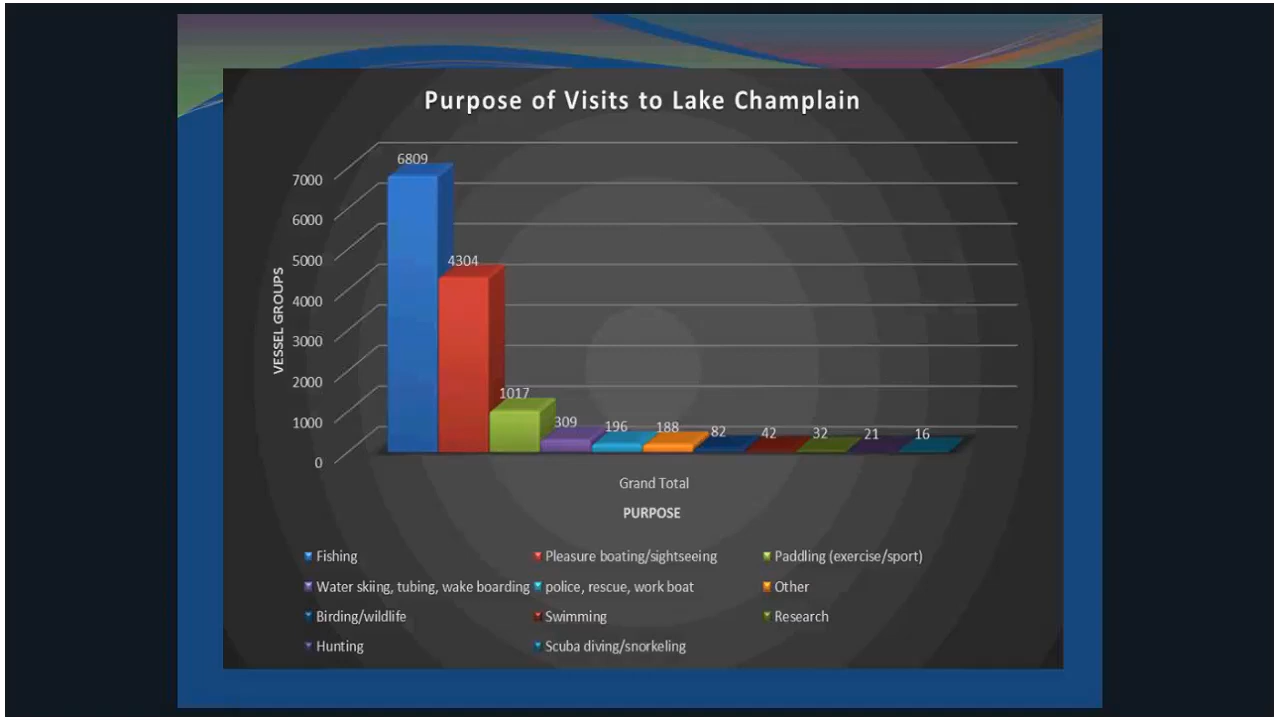 Purpose of Visits to Lake Champlain
6809
7000
6000
5000
4304
4000
3000
2000
1017
1000
309
196
188
82
42
32
21
16
0
VESSEL GROUPS
Grand Total
PURPOSE
Fishing
Pleasure boating/sightseeing
Paddling (exercise/sport)
Water skiing, tubing, wake boarding
police, rescue, work boat
Other
Birding/wildlife
Swimming
Research
Hunting
Scuba diving/snorkeling